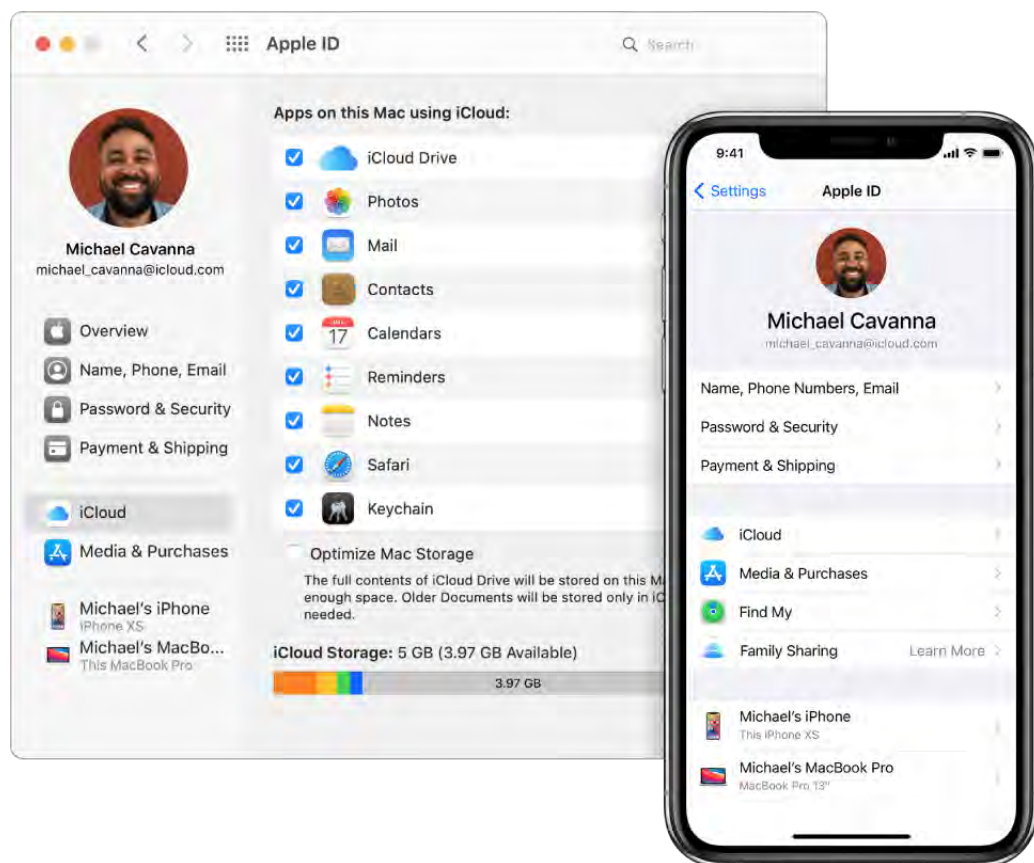 Apple ID
Search
Michael Cavanna
michael_cavanna@icloud.com
Overview
Name, Phone, Email
Password & Security
Payment & Shipping
iCloud
Media & Purchases
Michael's iPhone
iPhone XS
Michael's MacBo...
This MacBook Pro
Apps on this Mac using iCloud:
iCloud Drive
Photos
Mail
Contacts
17
Calendars
Reminders
Notes
Safari
Keychain
Optimize Mac Storage
The full contents of iCloud Drive will be stored on this
enough space. Older Documents will be stored only in
needed.
iCloud Storage: 5 GB (3.97 GB Available)
3.97 GB
9:41
Settings
Apple ID
Michael Cavanna
michael_cavanna@icloud.com
Name, Phone Numbers, Email
Password & Security
Payment & Shipping
iCloud
Media & Purchases
Find My
Family Sharing
Learn More
Michael's iPhone
This iPhone XS
Michael's MacBook Pro
MacBook Pro 13"